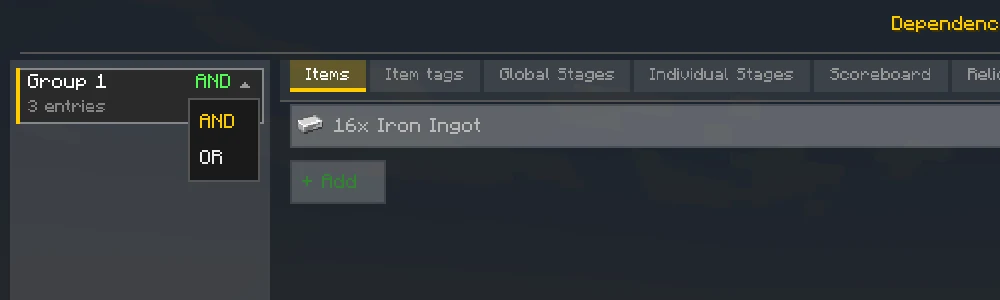 Dependenc
Group 1 AND
3 entries
AND
OR
Items Item tags Global Stages Individual Stages Scoreboard Relic
16x Iron Ingot
+ Add